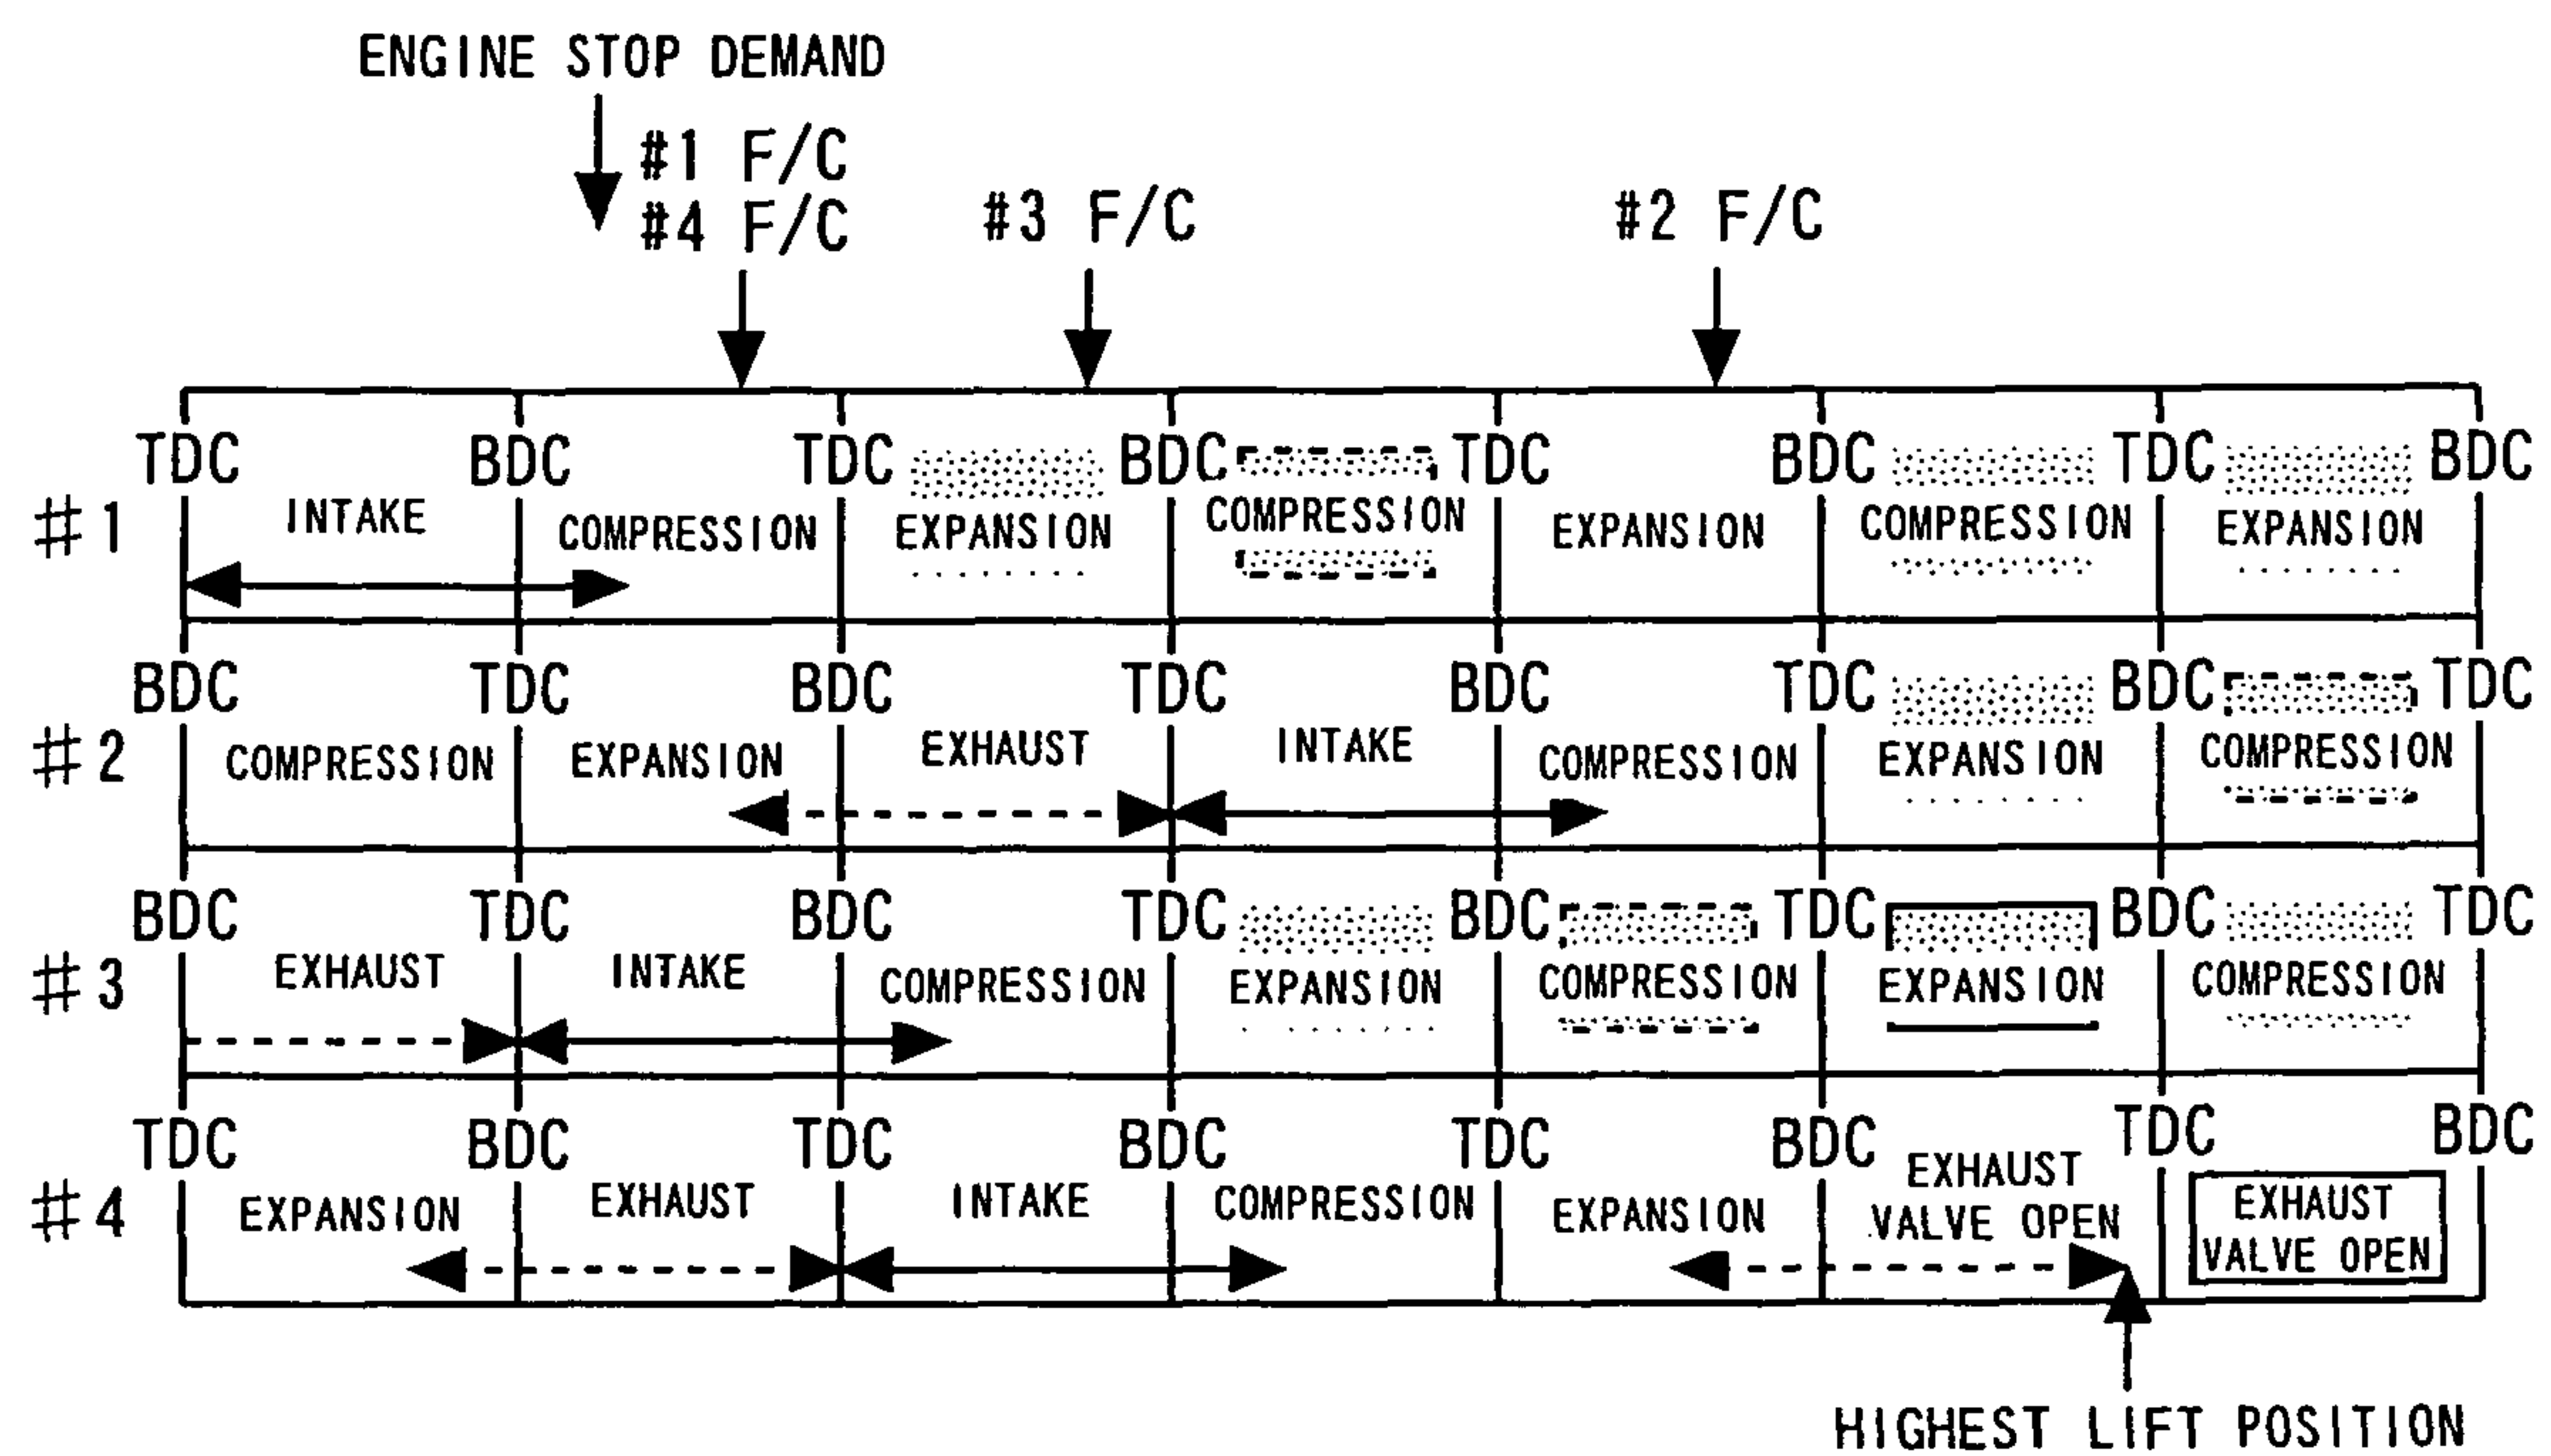 ENGINE STOP DEMAND
#1 F/C
#4 F/C
#3 F/C
#2 F/C
TDC BDC TDC BDC TDC BDC TDC BDC
#1 INTAKE COMPRESSION EXPANSION COMPRESSION EXPANSION COMPRESSION EXPANSION
BDC TDC BDC TDC BDC TDC BDC TDC
#2 COMPRESSION EXPANSION EXHAUST INTAKE COMPRESSION EXPANSION COMPRESSION
BDC TDC BDC TDC BDC TDC BDC TDC
#3 EXHAUST INTAKE COMPRESSION EXPANSION COMPRESSION EXPANSION COMPRESSION
TDC BDC TDC BDC TDC BDC TDC BDC
#4 EXPANSION EXHAUST INTAKE COMPRESSION EXPANSION EXHAUST EXHAUST
VALVE OPEN VALVE OPEN
HIGHEST LIFT POSITION